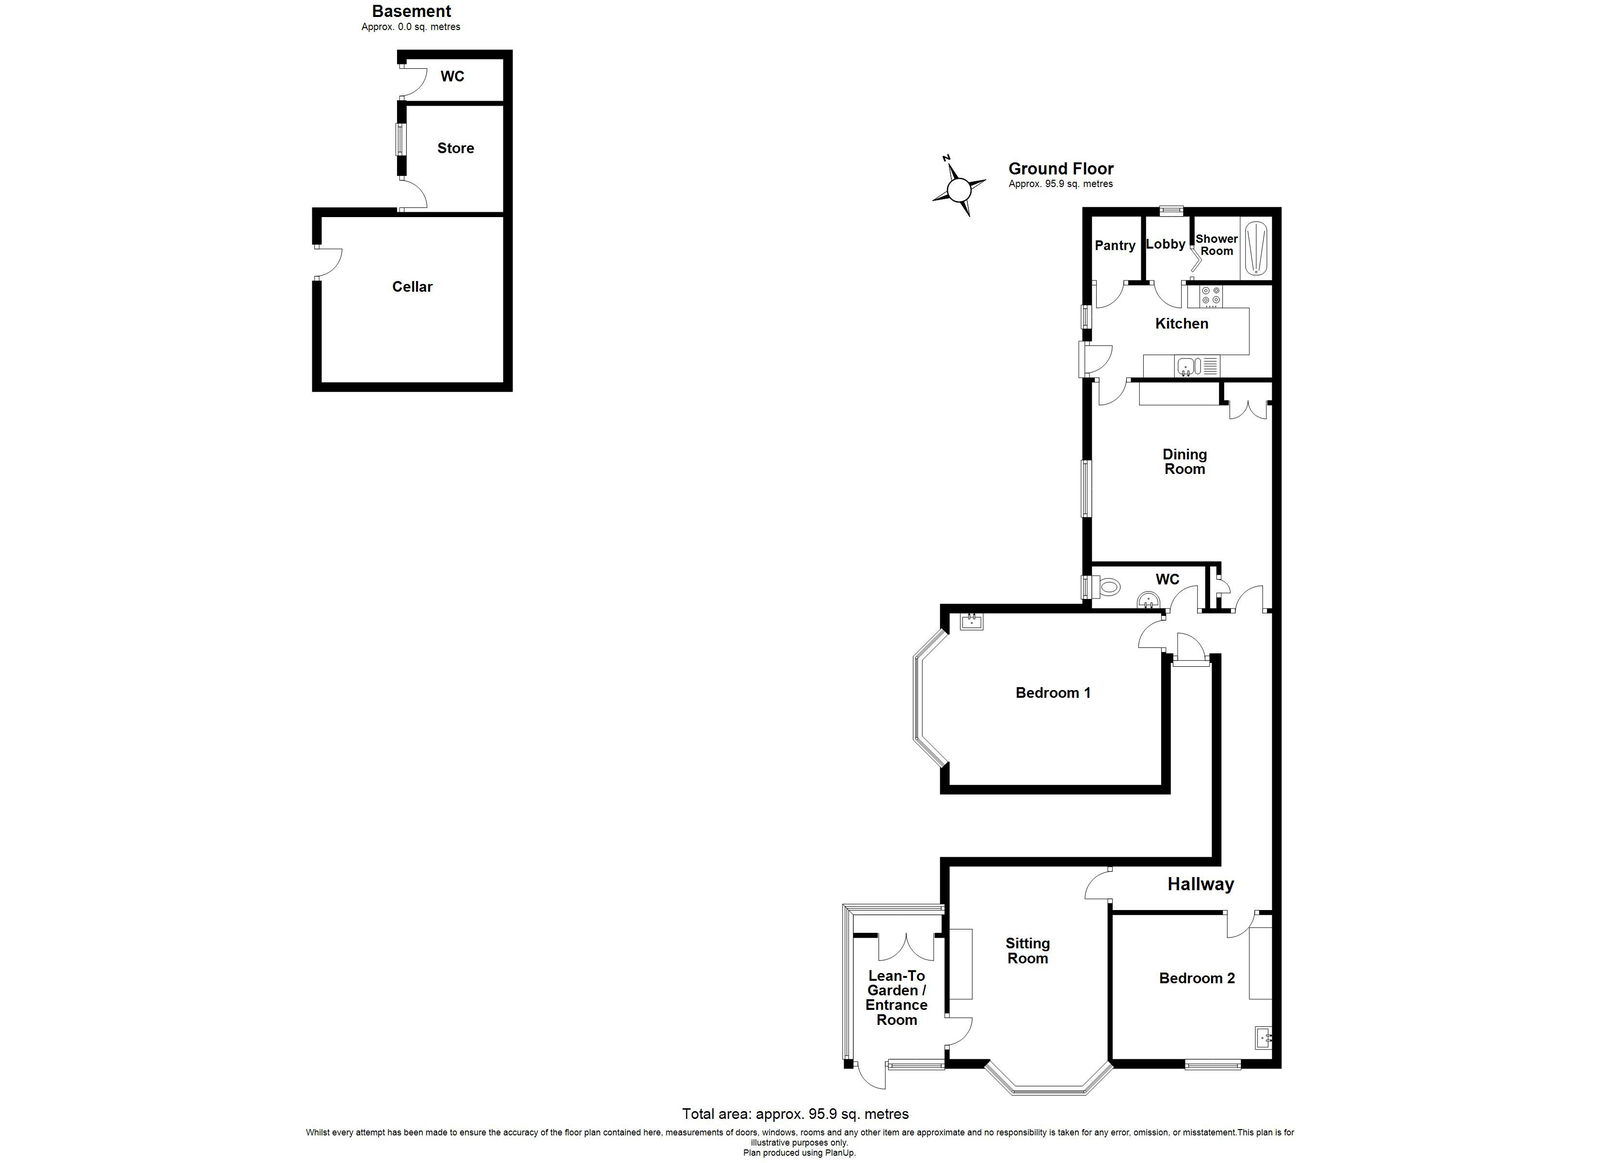 Basement
Approx. 0.0 sq. metres
WC
Store
Cellar
N
Ground Floor
Approx. 95.9 sq. metres
Pantry
Lobby
Shower
Room
Kitchen
Dining
Room
WC
Bedroom 1
Hallway
Sitting
Room
Bedroom 2
Lean-To
Garden /
Entrance
Room
Total area: approx. 95.9 sq. metres
Whilst every attempt has been made to ensure the accuracy of the floor plan contained here, measurements of doors, windows, rooms and any other item are approximate and no responsibility is taken for any error, omission, or misstatement.This plan is for
illustrative purposes only.
Plan produced using PlanUp.